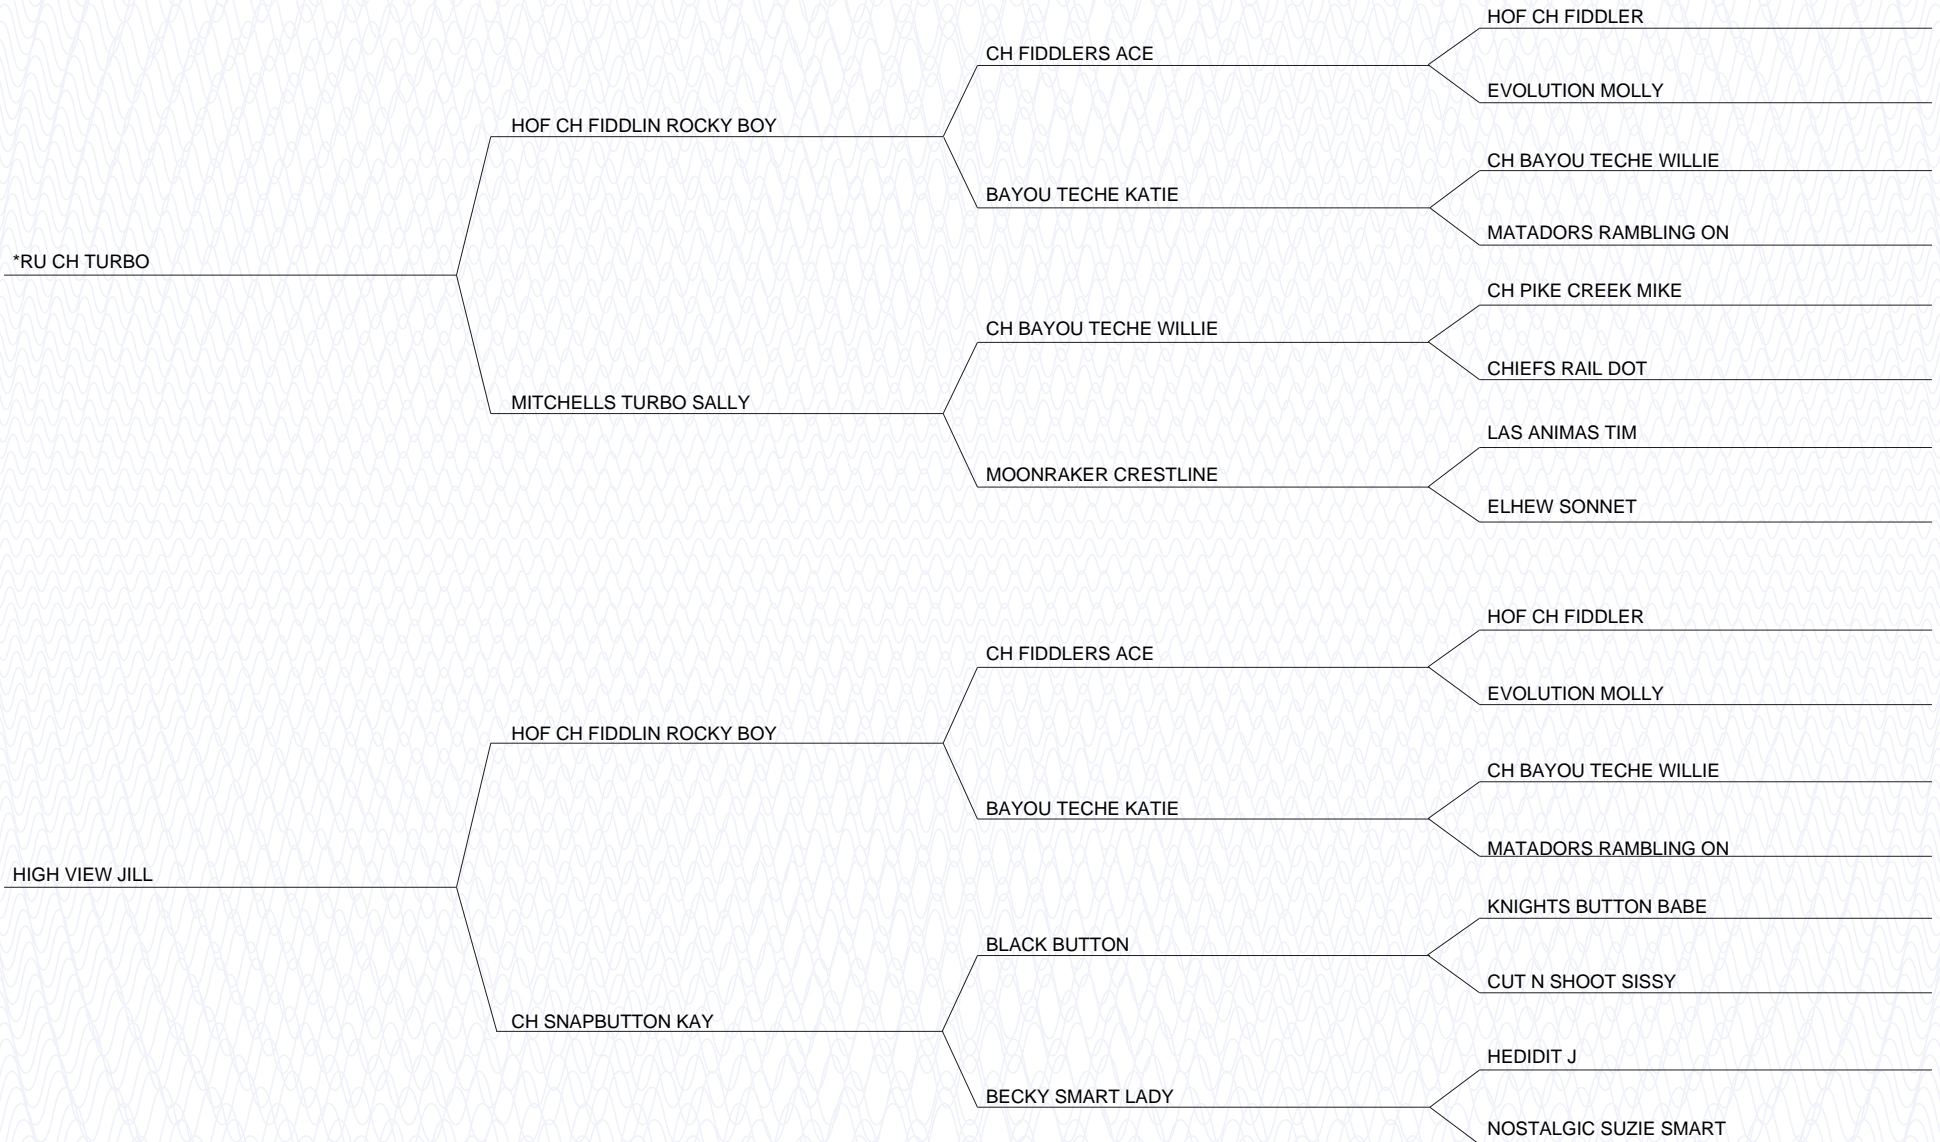 HOF CH FIDDLER
CH FIDDLERS ACE
EVOLUTION MOLLY
HOF CH FIDDLIN ROCKY BOY
CH BAYOU TECHE WILLIE
BAYOU TECHE KATIE
MATADORS RAMBLING ON
*RU CH TURBO
CH PIKE CREEK MIKE
CH BAYOU TECHE WILLIE
CHIEFS RAIL DOT
MITCHELLS TURBO SALLY
LAS ANIMAS TIM
MOONRAKER CRESTLINE
ELHEW SONNET
HOF CH FIDDLER
CH FIDDLERS ACE
EVOLUTION MOLLY
HOF CH FIDDLIN ROCKY BOY
CH BAYOU TECHE WILLIE
BAYOU TECHE KATIE
MATADORS RAMBLING ON
HIGH VIEW JILL
KNIGHTS BUTTON BABE
BLACK BUTTON
CUT N SHOOT SISSY
CH SNAPBUTTON KAY
HEDIDIT J
BECKY SMART LADY
NOSTALGIC SUZIE SMART